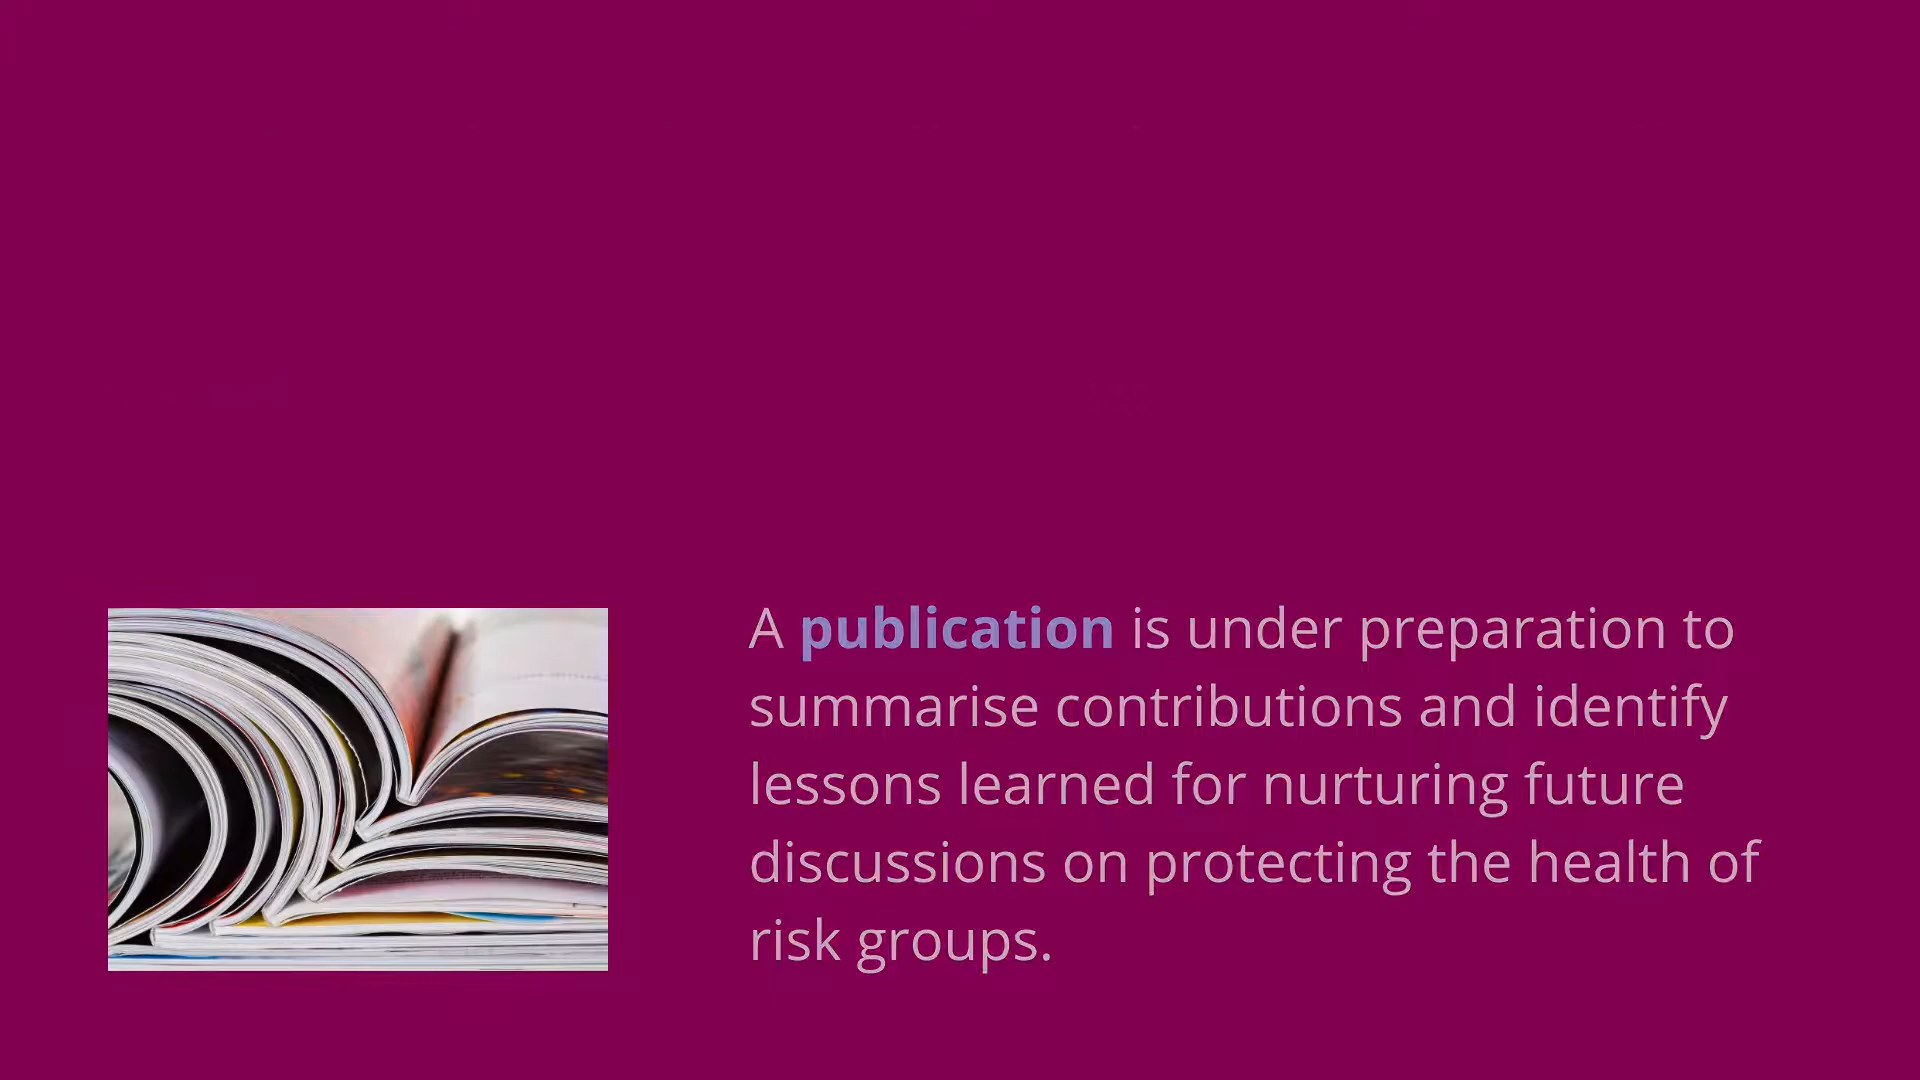 A publication is under preparation to
summarise contributions and identify
lessons learned for nurturing future
discussions on protecting the health of
risk groups.